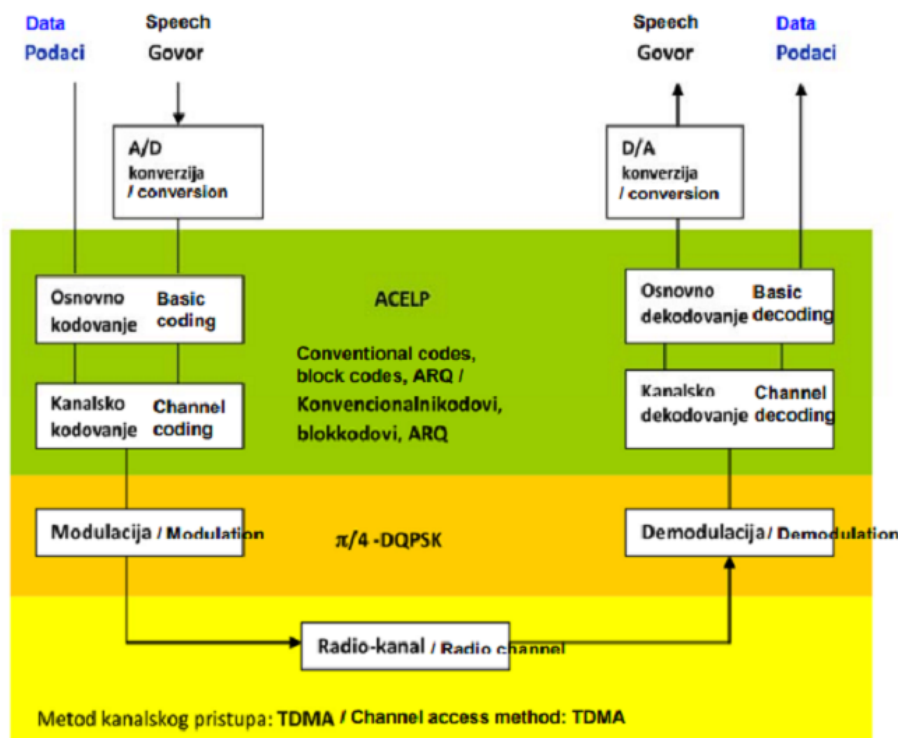 Data
Podaci
Speech
Govor
Speech
Govor
Data
Podaci
A/D
konverzija
/ conversion
D/A
konverzija
/ conversion
Osnovno Basic
kodovanje coding
ACELP
Osnovno Basic
dekodovanje decoding
Conventional codes,
block codes, ARQ /
Konvencionalnikodovi,
blokkodovi, ARQ
Kanalsko Channel
kodovanje coding
Kanalsko Channel
dekodovanje decoding
Modulacija / Modulation
π/4 -DQPSK
Demodulacija / Demodulation
Radio-kanal / Radio channel
Metod kanalskog pristupa: TDMA / Channel access method: TDMA